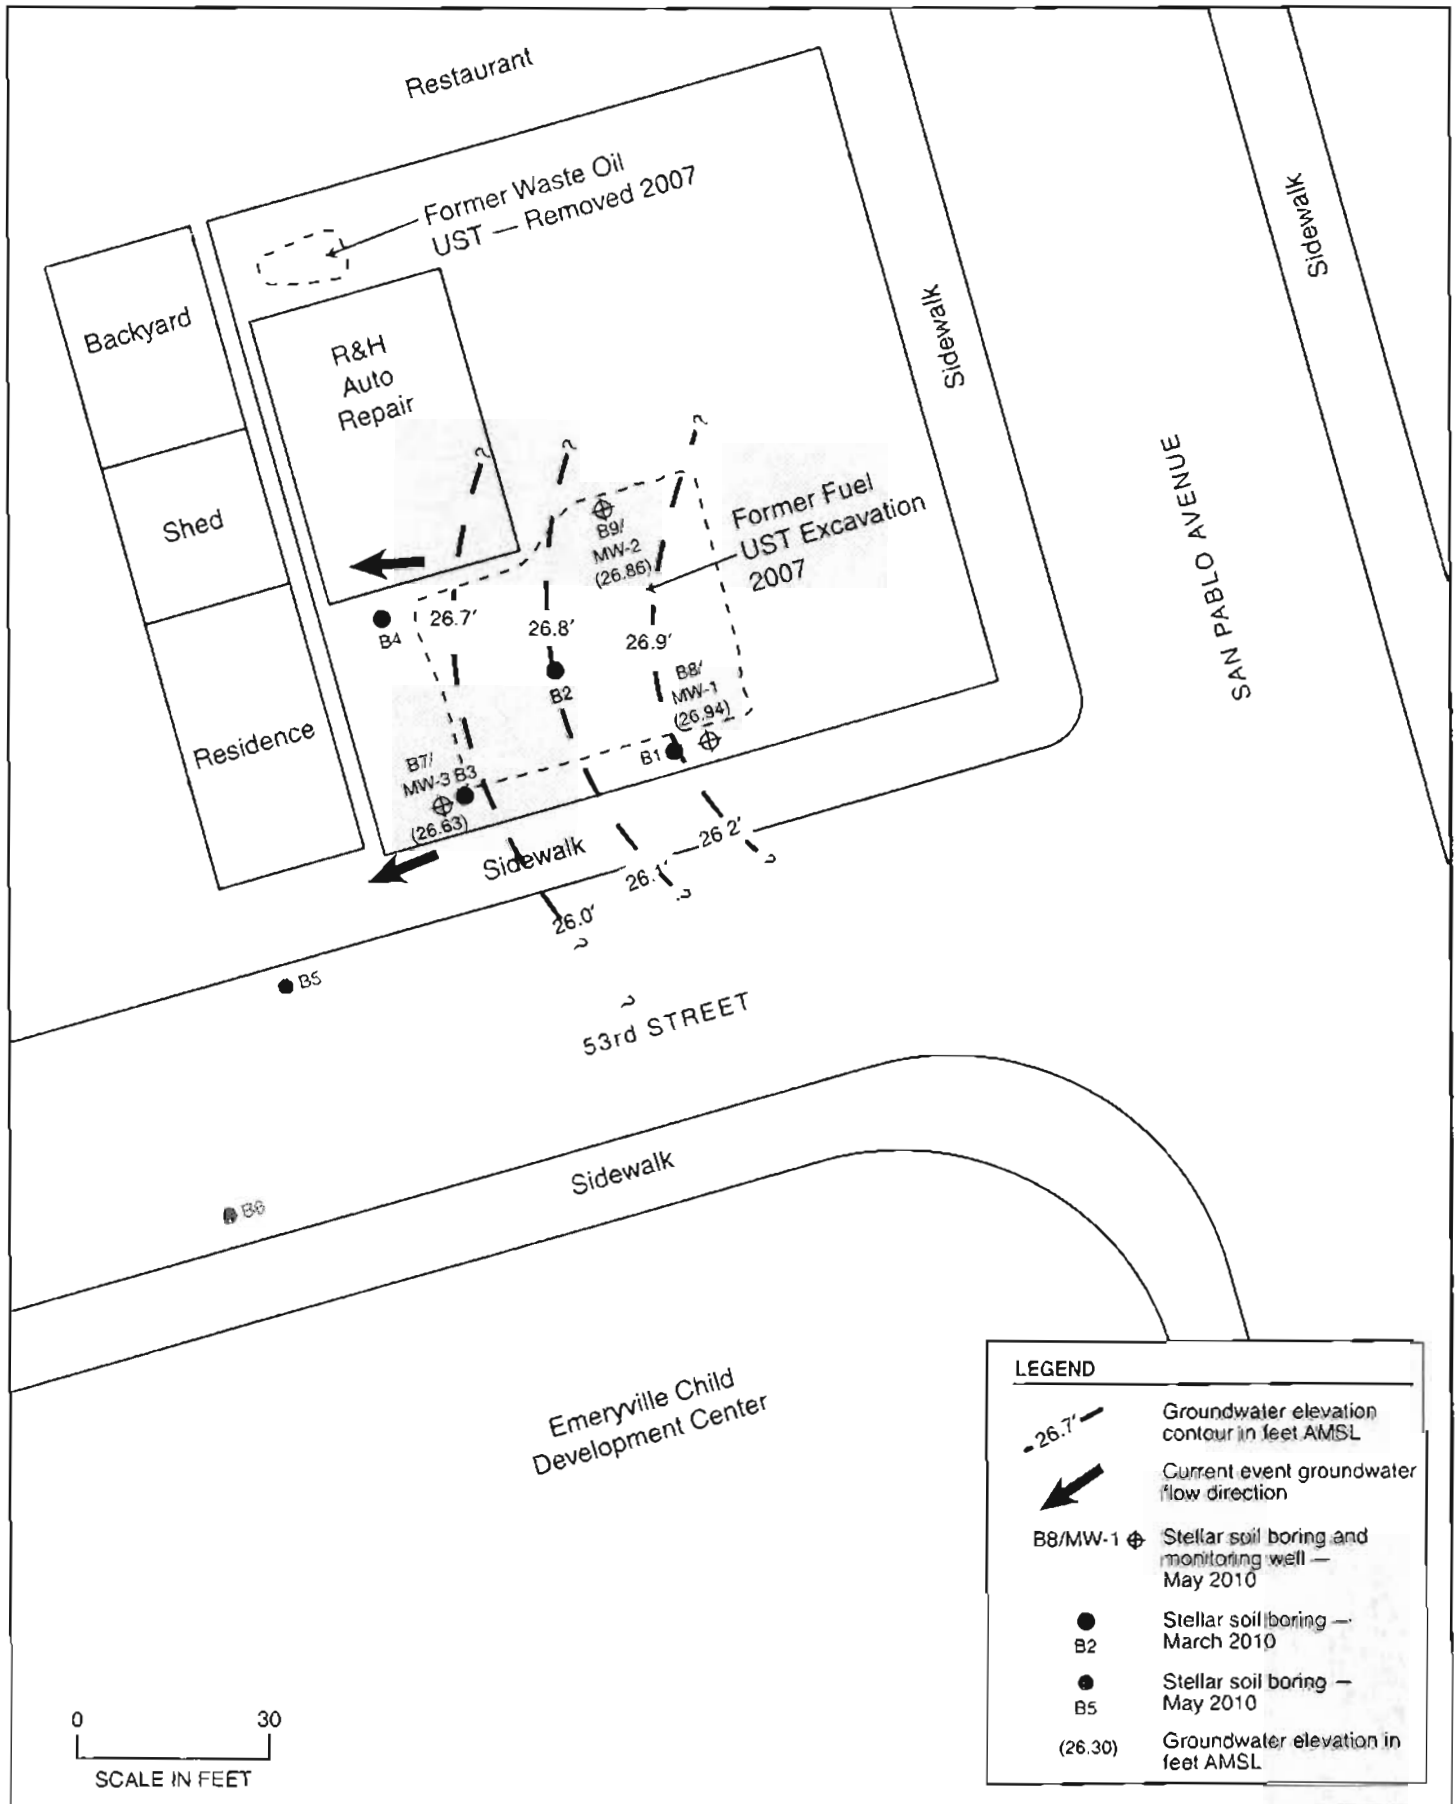 Restaurant
Former Waste Oil
UST — Removed 2007
Backyard
R&H
Auto
Repair
Shed
Residence
Sidewalk
Sidewalk
SAN PABLO AVENUE
Former Fuel
UST Excavation
2007
B9/
MW-2
(26.86)
B4
26.7'
26.8'
26.9'
B2
B8/
MW-1
(26.94)
B1
B7/
MW-3 B3
(26.63)
Sidewalk
26.0'
26.1
26 2'
?
?
?
?
?
?
?
B5
53rd STREET
B6
Sidewalk
Emeryville Child
Development Center
LEGEND
26.7'
Groundwater elevation
contour in feet AMSL
Current event groundwater
flow direction
B8/MW-1
Stellar soil boring and
monitoring well —
May 2010
B2
Stellar soil boring —
March 2010
B5
Stellar soil boring —
May 2010
(26.30)
Groundwater elevation in
feet AMSL
0 30
SCALE IN FEET